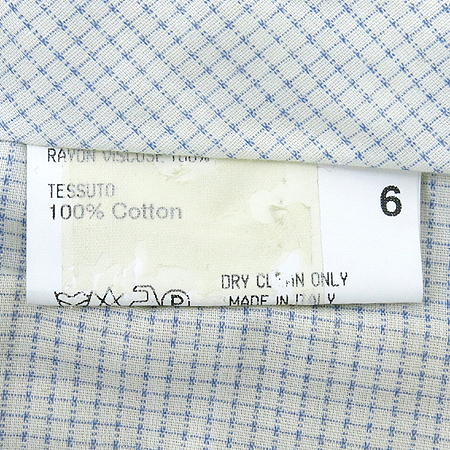 RAYON VISCOSE 100%
TESSUTO
100% Cotton
6
DRY CLEAN ONLY
MADE IN ITALY
P